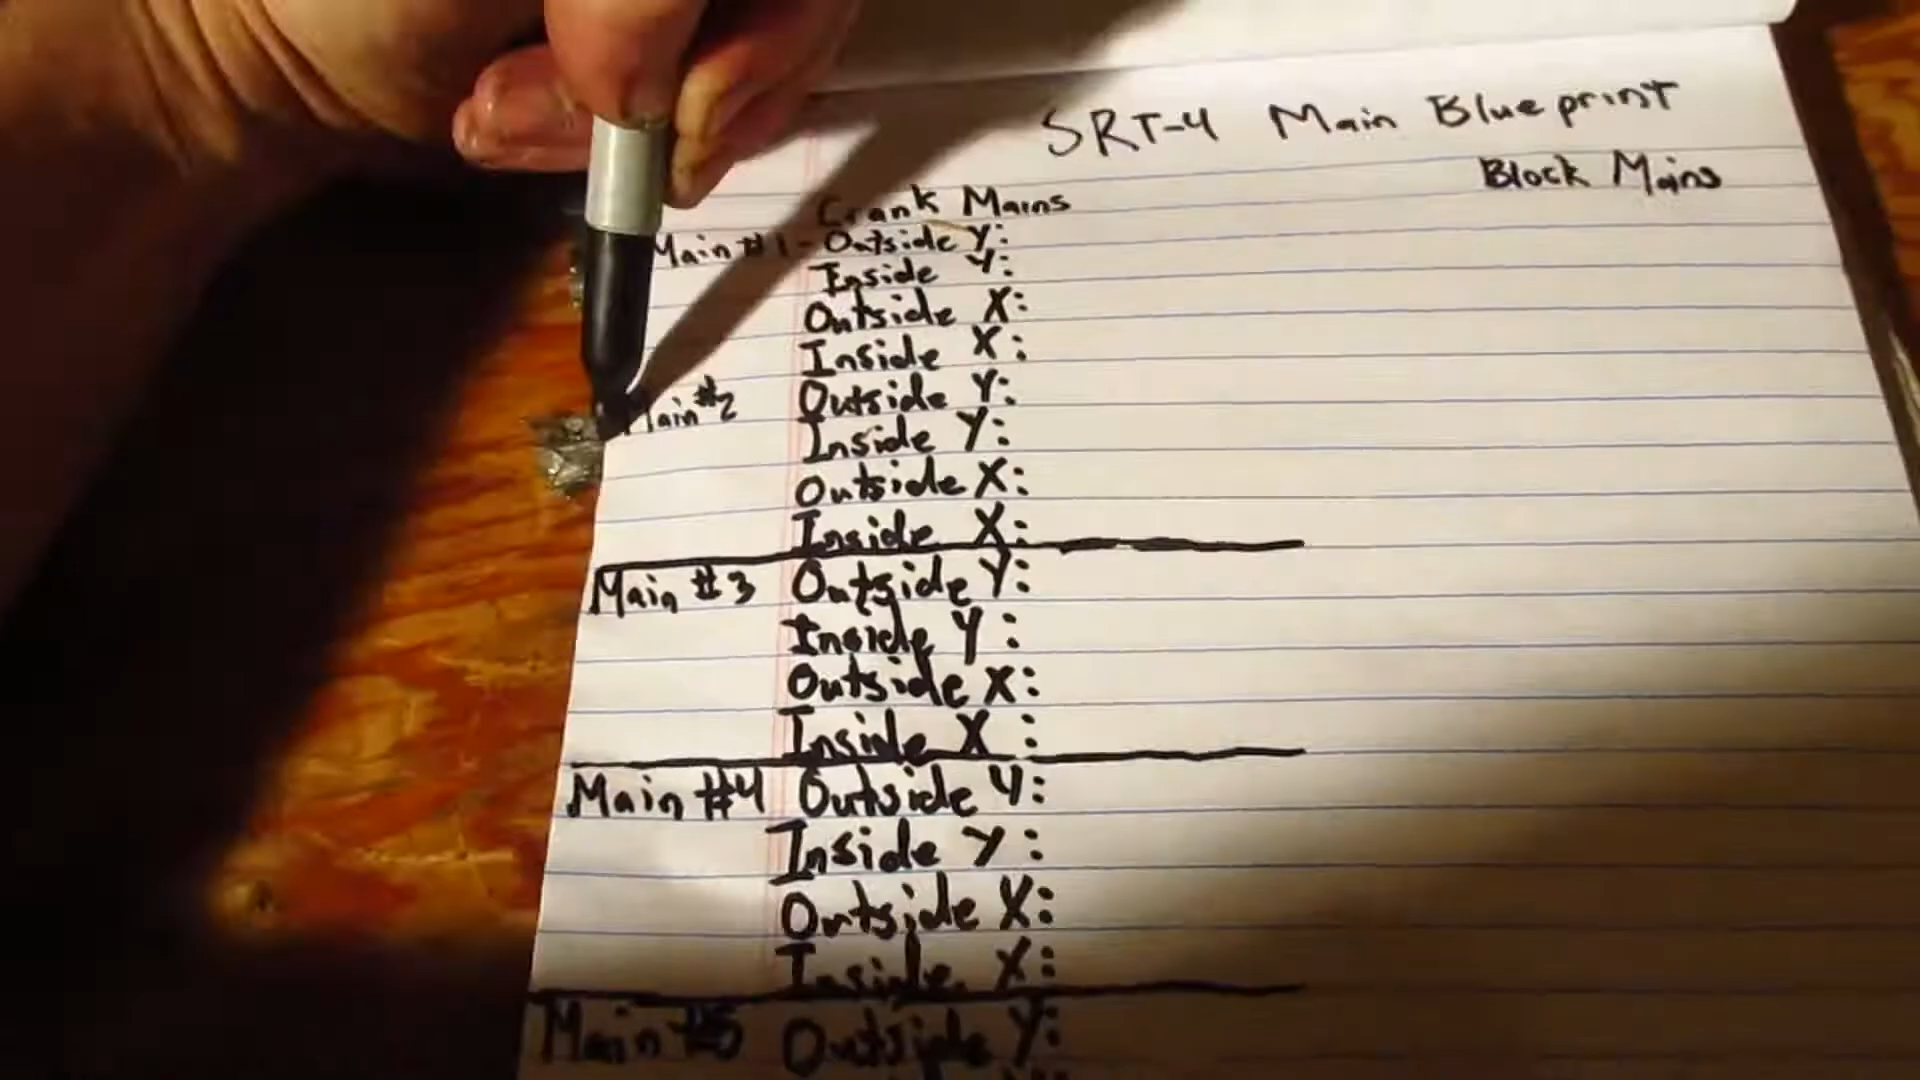 SRT-4 Main Blueprint
Block Mains
Crank Mains
Main #1 - Outside Y:
Inside Y:
Outside X:
Inside X:
Main #2 Outside Y:
Inside Y:
Outside X:
Inside X:
Main #3 Outside Y:
Inside Y:
Outside X:
Inside X:
Main #4 Outside Y:
Inside Y:
Outside X:
Inside X:
Main #5 Outside Y: